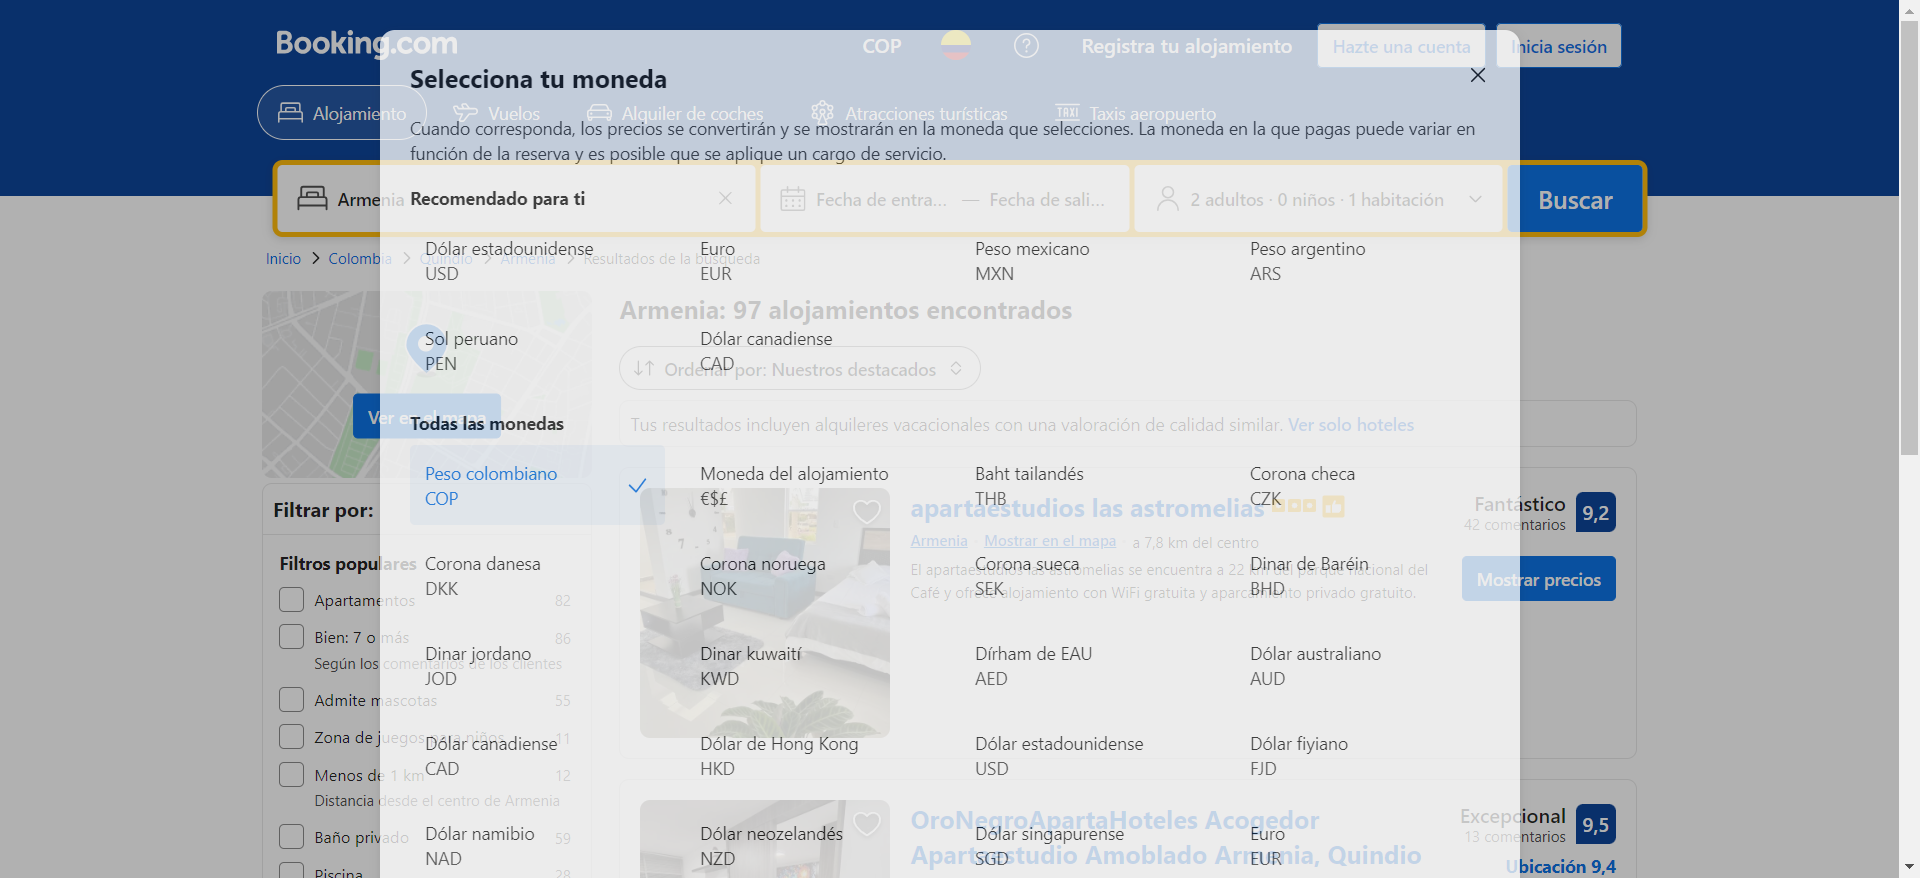 Booking.com
COP
Registra tu alojamiento
Hazte una cuenta
Inicia sesión
Selecciona tu moneda
Alojamiento
Vuelos
Alquiler de coches
Atracciones turísticas
TAXI
Taxis aeropuerto
Cuando corresponda, los precios se convertirán y se mostrarán en la moneda que selecciones. La moneda en la que pagas puede variar en
función de la reserva y es posible que se aplique un cargo de servicio.
Armenia
Recomendado para ti
Fecha de entra... — Fecha de sali...
2 adultos · 0 niños · 1 habitación
Buscar
Dólar estadounidense
USD
Euro
EUR
Peso mexicano
MXN
Peso argentino
ARS
Inicio
Colombia
Quindío
Armenia
Resultados de la búsqueda
Armenia: 97 alojamientos encontrados
Sol peruano
PEN
Dólar canadiense
CAD
Ordenar por: Nuestros destacados
Ver en el mapa
Todas las monedas
Tus resultados incluyen alquileres vacacionales con una valoración de calidad similar. Ver solo hoteles
Peso colombiano
COP
Moneda del alojamiento
€$£
Baht tailandés
THB
Corona checa
CZK
Filtrar por:
apartaestudios las astromelias
Fantástico
42 comentarios
9,2
Armenia
Mostrar en el mapa
a 7,8 km del centro
El apartaestudios las astromelias se encuentra a 22 km del parque nacional del
Café y ofrece alojamiento con WiFi gratuita y aparcamiento privado gratuito.
Mostrar precios
Corona danesa
DKK
Corona noruega
NOK
Corona sueca
SEK
Dinar de Baréin
BHD
Filtros populares
Apartamentos 82
Bien: 7 o más 86
Según los comentarios de los clientes
Admite mascotas 55
Zona de juegos para niños 11
Menos de 1 km 12
Distancia desde el centro de Armenia
Baño privado 59
Piscina 28
Dinar jordano
JOD
Dinar kuwaití
KWD
Dírham de EAU
AED
Dólar australiano
AUD
Dólar canadiense
CAD
Dólar de Hong Kong
HKD
Dólar estadounidense
USD
Dólar fiyiano
FJD
Dólar namibio
NAD
Dólar neozelandés
NZD
Dólar singapurense
SGD
Euro
EUR
OroNegroApartaHoteles Acogedor
Apartaestudio Amoblado Armenia, Quindio
Excepcional
13 comentarios
9,5
Ubicación 9,4